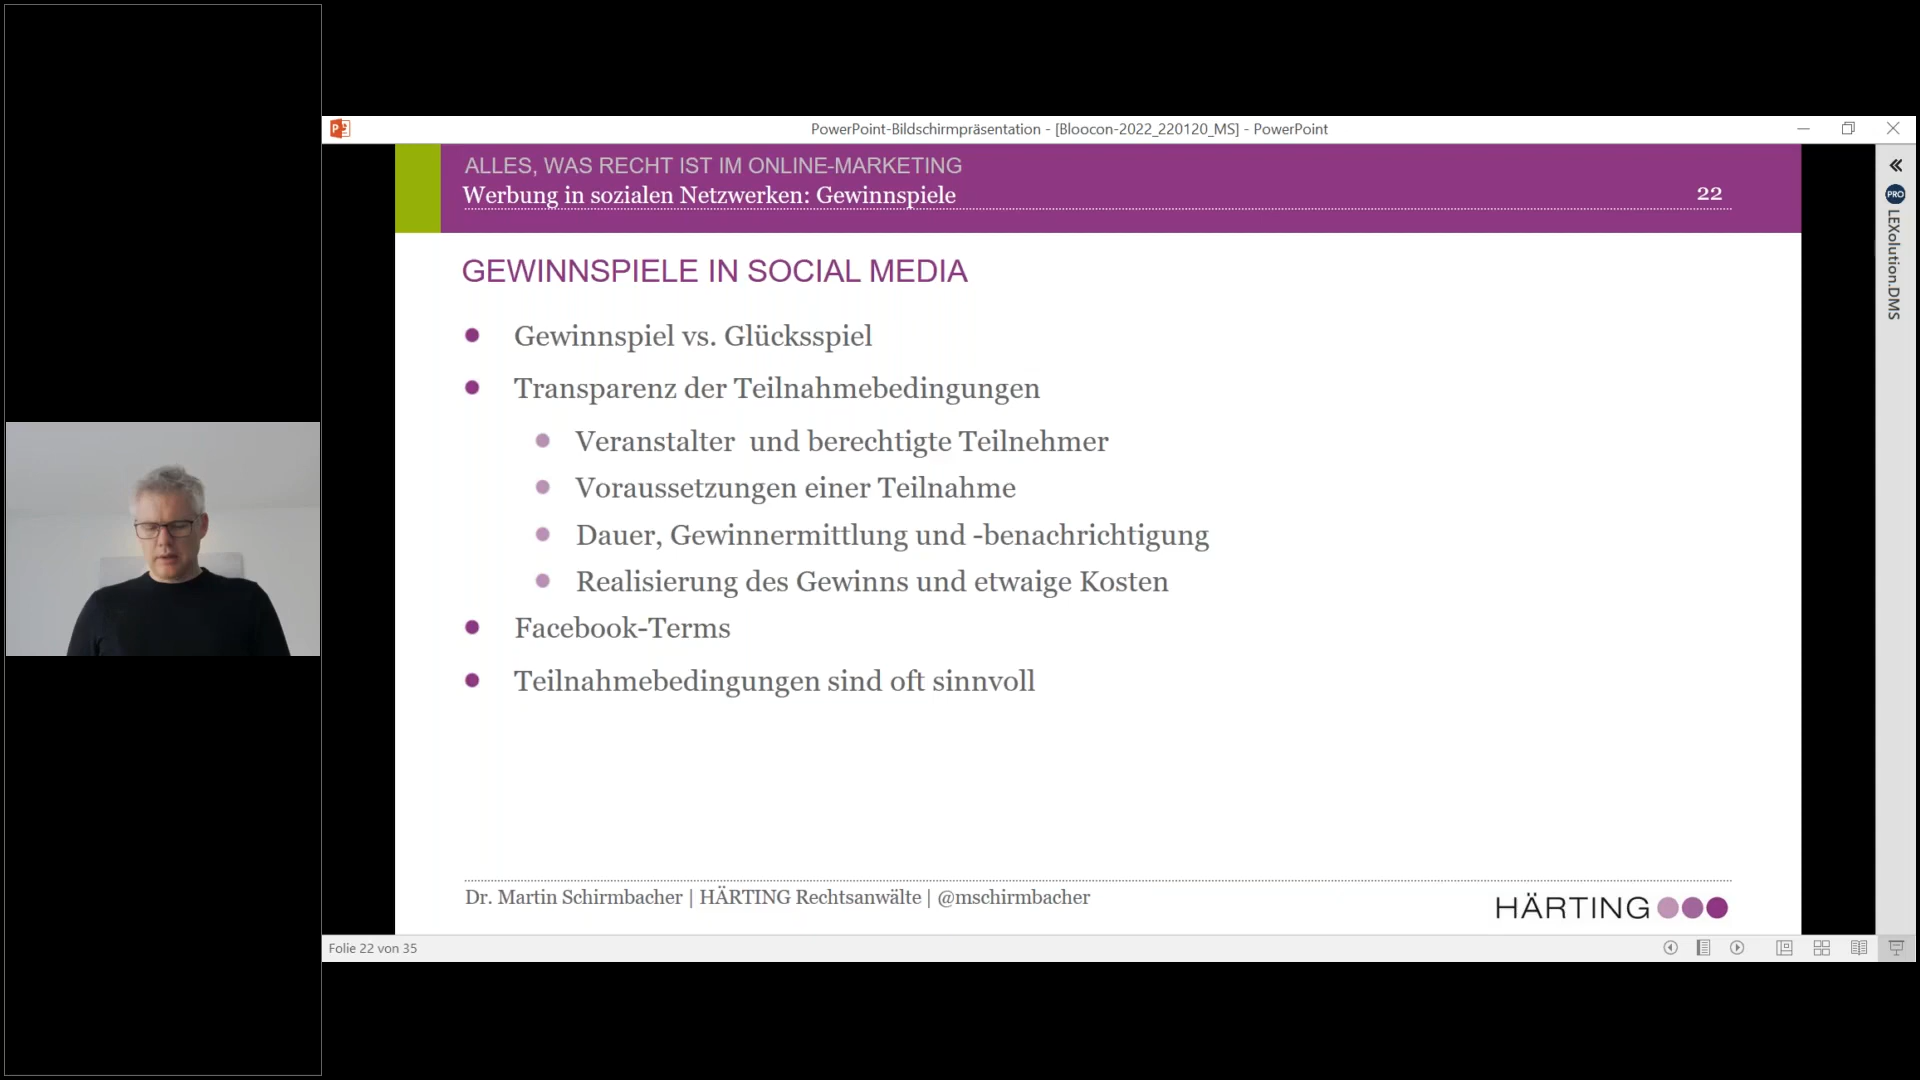 PowerPoint-Bildschirmpräsentation - [Bloocon-2022_220120_MS] - PowerPoint
ALLES, WAS RECHT IST IM ONLINE-MARKETING
Werbung in sozialen Netzwerken: Gewinnspiele
22
PRO
LEXolution.DMS
GEWINNSPIELE IN SOCIAL MEDIA
Gewinnspiel vs. Glücksspiel
Transparenz der Teilnahmebedingungen
Veranstalter und berechtigte Teilnehmer
Voraussetzungen einer Teilnahme
Dauer, Gewinnermittlung und -benachrichtigung
Realisierung des Gewinns und etwaige Kosten
Facebook-Terms
Teilnahmebedingungen sind oft sinnvoll
Dr. Martin Schirmbacher | HÄRTING Rechtsanwälte | @mschirmbacher
HÄRTING
Folie 22 von 35